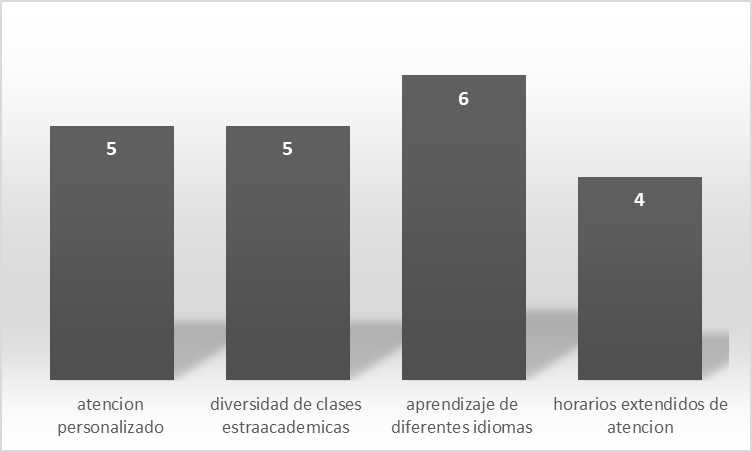 5
5
6
4
atencion
personalizado
diversidad de clases
estraacademicas
aprendizaje de
diferentes idiomas
horarios extendidos de
atencion